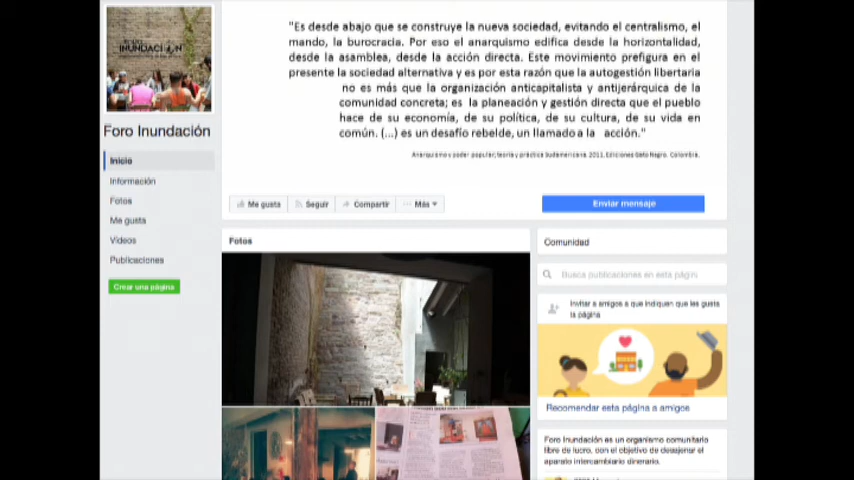 "Es desde abajo que se construye la nueva sociedad, evitando el centralismo, el
mando, la burocracia. Por eso el anarquismo edifica desde la horizontalidad,
desde la asamblea, desde la acción directa. Este movimiento prefigura en el
presente la sociedad alternativa y es por esta razón que la autogestión libertaria
no es más que la organización anticapitalista y antijerárquica de la
comunidad concreta; es la planeación y gestión directa que el pueblo
hace de su economía, de su política, de su cultura, de su vida en
común. (...) es un desafío rebelde, un llamado a la acción."
Anarquismo y poder popular, teoría y práctica Sudamericana. 2011. Ediciones Gato Negro. Colombia.
INUNDACIÓN
Foro Inundación
Inicio
Información
Fotos
Me gusta
Videos
Publicaciones
Crear una página
Me gusta
Seguir
Compartir
Más
Enviar mensaje
Fotos
Comunidad
Busca publicaciones en esta págin
Invitar a amigos a que indiquen que les gusta
la página
Recomendar esta página a amigos
Foro Inundación es un organismo comunitario
libre de lucro, con el objetivo de desajenar el
aparato intercambiario dinerario.